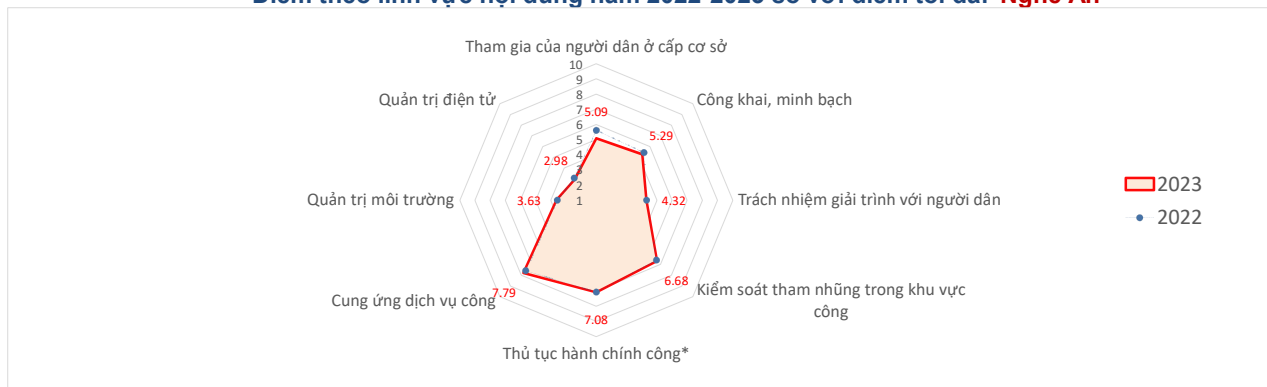 Tham gia của người dân ở cấp cơ sở
10
9
8
7
6
5
4
3
2
1
5.09
Quản trị điện tử
Công khai, minh bạch
5.29
2.98
Quản trị môi trường
3.63
4.32
Trách nhiệm giải trình với người dân
2023
2022
Cung ứng dịch vụ công
7.79
6.68
Kiểm soát tham nhũng trong khu vực
công
7.08
Thủ tục hành chính công*